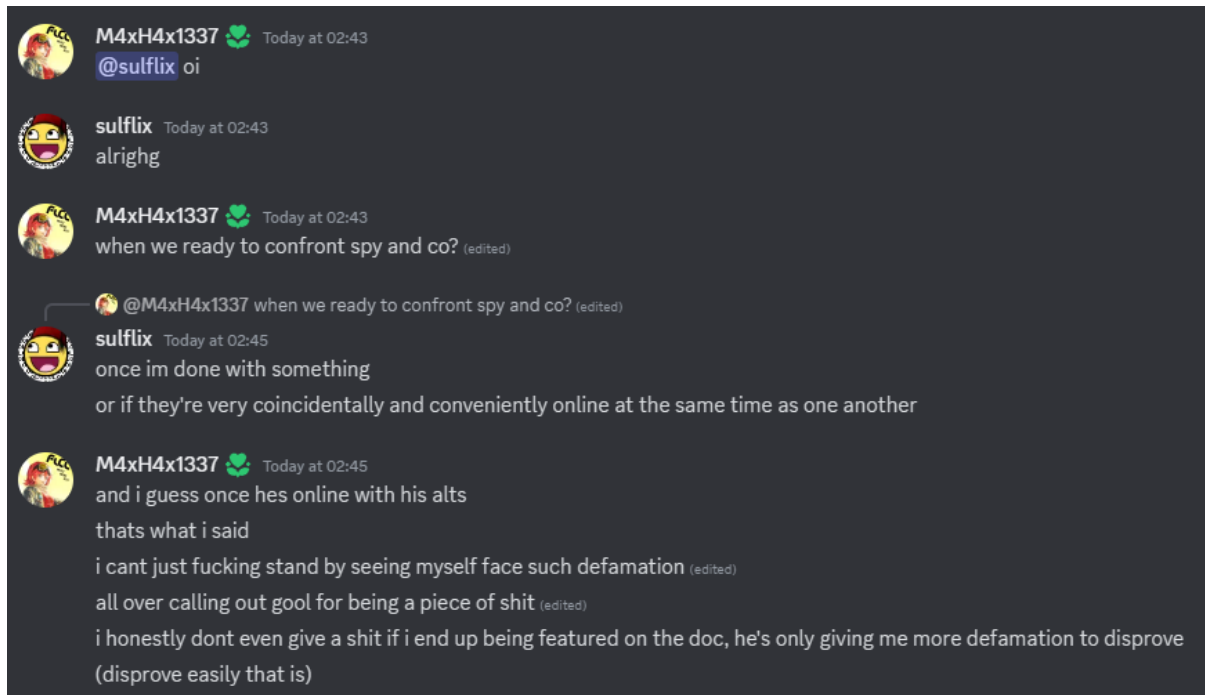 M4xH4x1337 Today at 02:43
@sulflix oi
sulflix Today at 02:43
alrighg
M4xH4x1337 Today at 02:43
when we ready to confront spy and co? (edited)
@M4xH4x1337 when we ready to confront spy and co? (edited)
sulflix Today at 02:45
once im done with something
or if they're very coincidentally and conveniently online at the same time as one another
M4xH4x1337 Today at 02:45
and i guess once hes online with his alts
thats what i said
i cant just fucking stand by seeing myself face such defamation (edited)
all over calling out gool for being a piece of shit (edited)
i honestly dont even give a shit if i end up being featured on the doc, he's only giving me more defamation to disprove
(disprove easily that is)